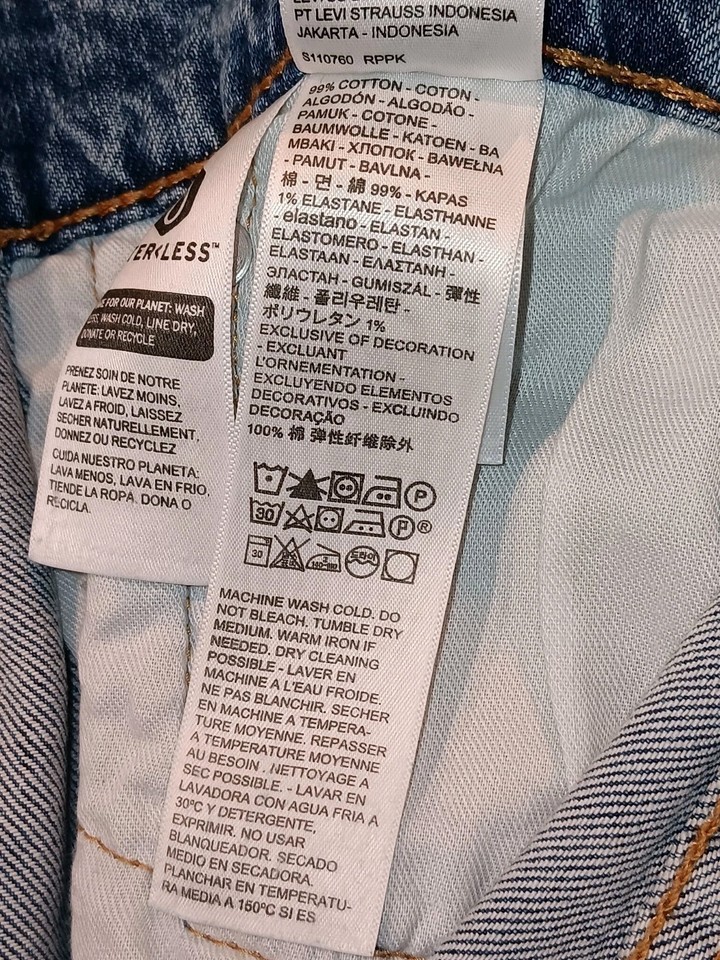 PT LEVI STRAUSS INDONESIA
JAKARTA - INDONESIA
S110760 RPPK
99% COTTON - COTON -
ALGODÓN - ALGODÃO -
PAMUK - COTONE -
BAUMWOLLE - KATOEN - BA
MBAKI - ХЛОПОК - BAWEŁNA
- PAMUT - BAVLNA -
棉 - 면 - 綿 99% - KAPAS
1% ELASTANE - ELASTHANNE
- elastano - ELASTAN -
ELASTOMERO - ELASTHAN -
ELASTAAN - ΕΛΑΣΤΑΝΗ -
ЭЛАСТАН - GUMISZÁL - 彈性
纖維 - 폴리우레탄 -
ポリウレタン 1%
EXCLUSIVE OF DECORATION
- EXCLUANT
L'ORNEMENTATION -
EXCLUYENDO ELEMENTOS
DECORATIVOS - EXCLUINDO
DECORAÇÃO
100% 棉 弹性纤维除外
P
30 P®
30 드라이
MACHINE WASH COLD. DO
NOT BLEACH. TUMBLE DRY
MEDIUM. WARM IRON IF
NEEDED. DRY CLEANING
POSSIBLE - LAVER EN
MACHINE A L'EAU FROIDE.
NE PAS BLANCHIR. SECHER
EN MACHINE A TEMPERA-
TURE MOYENNE. REPASSER
A TEMPERATURE MOYENNE
AU BESOIN . NETTOYAGE A
SEC POSSIBLE. - LAVAR EN
LAVADORA CON AGUA FRIA A
30ºC Y DETERGENTE,
EXPRIMIR. NO USAR
BLANQUEADOR. SECADO
MEDIO EN SECADORA.
PLANCHAR EN TEMPERATU-
RA MEDIA A 150ºC SI ES
FOR OUR PLANET: WASH
WASH COLD, LINE DRY,
OR RECYCLE
PRENEZ SOIN DE NOTRE
PLANETE: LAVEZ MOINS,
LAVEZ A FROID, LAISSEZ
SECHER NATURELLEMENT,
DONNEZ OU RECYCLEZ
CUIDA NUESTRO PLANETA:
LAVA MENOS, LAVA EN FRIO,
TIENDE LA ROPA. DONA O
RECICLA.